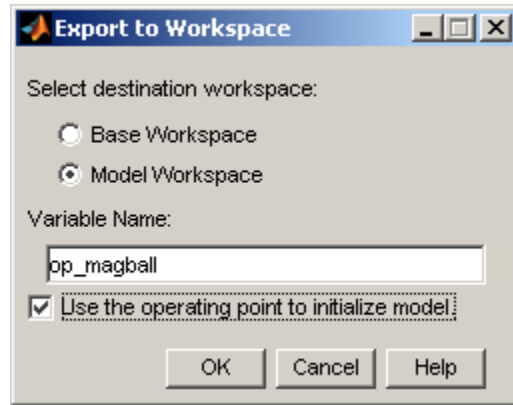 Export to Workspace
Select destination workspace:
Base Workspace
Model Workspace
Variable Name:
op_magball
Use the operating point to initialize model.
OK Cancel Help